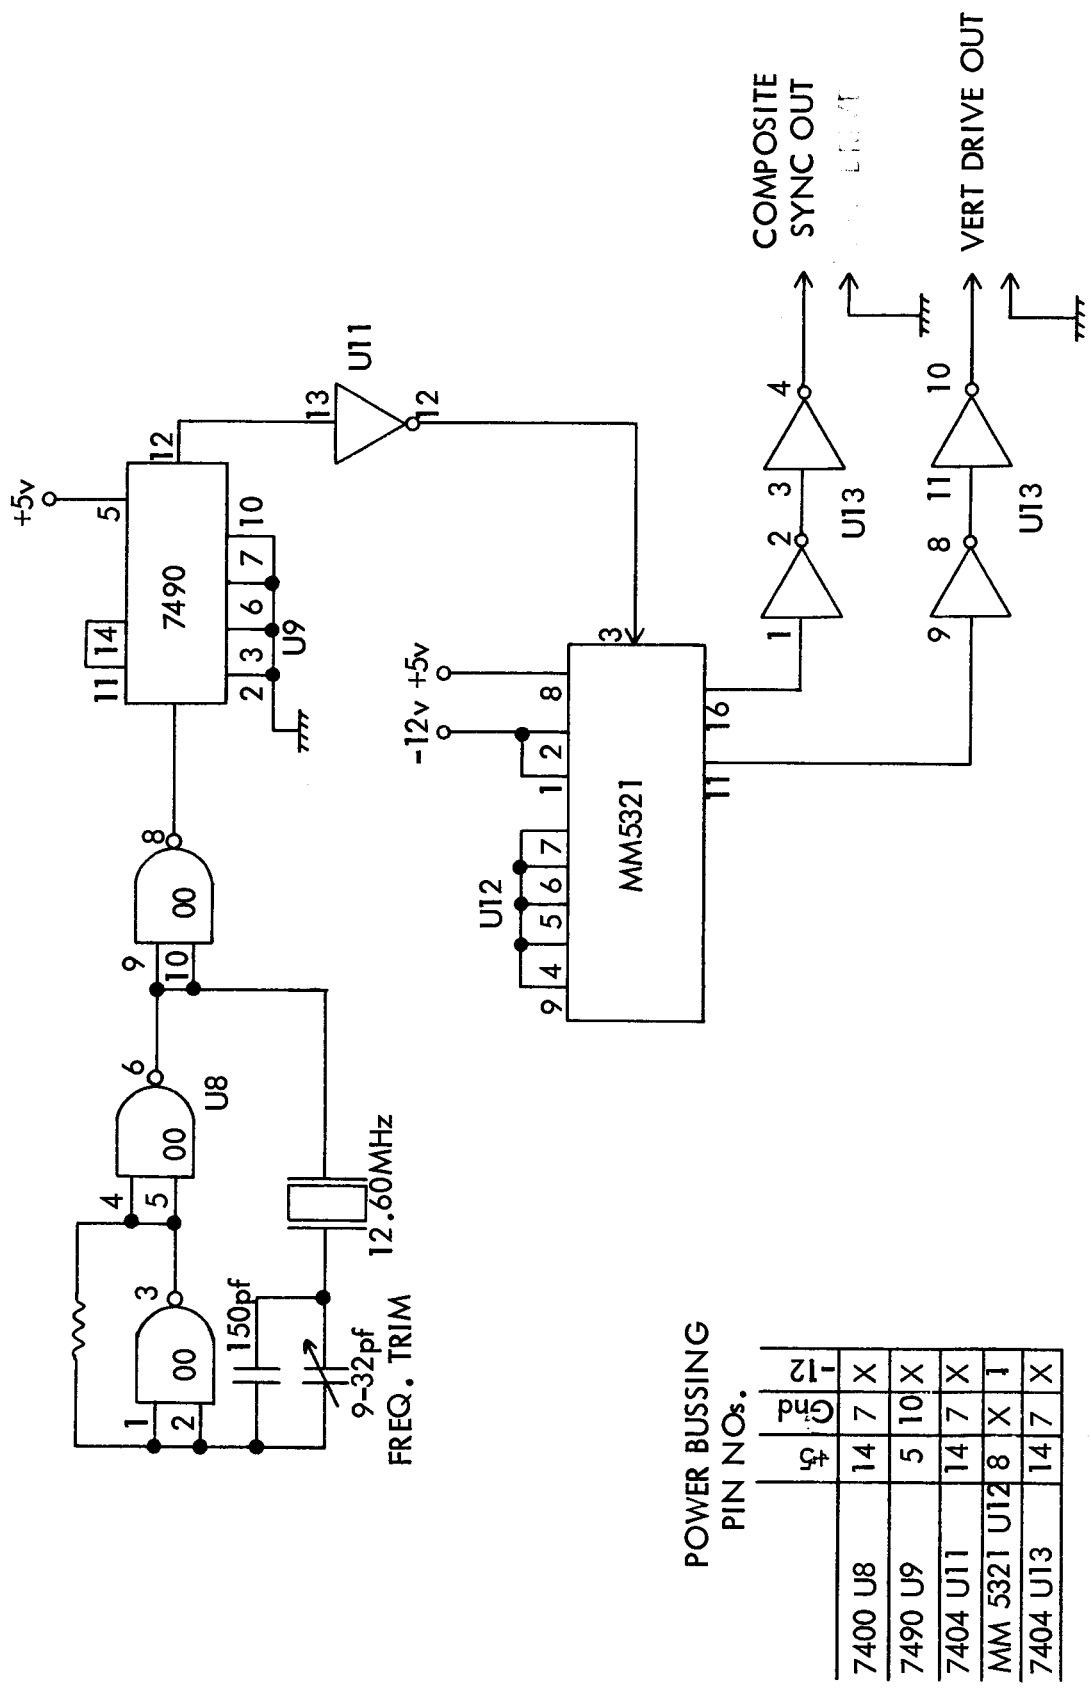 +5v
11
14
5
7490
12
2
3
6
7
10
U9
13
U11
12
1
2
00
3
4
5
00
6
U8
9
10
00
8
150pf
9-32pf
FREQ. TRIM
12.60MHz
-12v
+5v
U12
9
4
5
6
7
1
2
8
3
MM5321
11
16
1
2
3
4
U13
COMPOSITE
SYNC OUT
9
8
11
10
U13
VERT DRIVE OUT
POWER BUSSING
PIN NOs.
+5 Gnd -12
7400 U8 14 7 X
7490 U9 5 10 X
7404 U11 14 7 X
MM 5321 U12 8 X 1
7404 U13 14 7 X